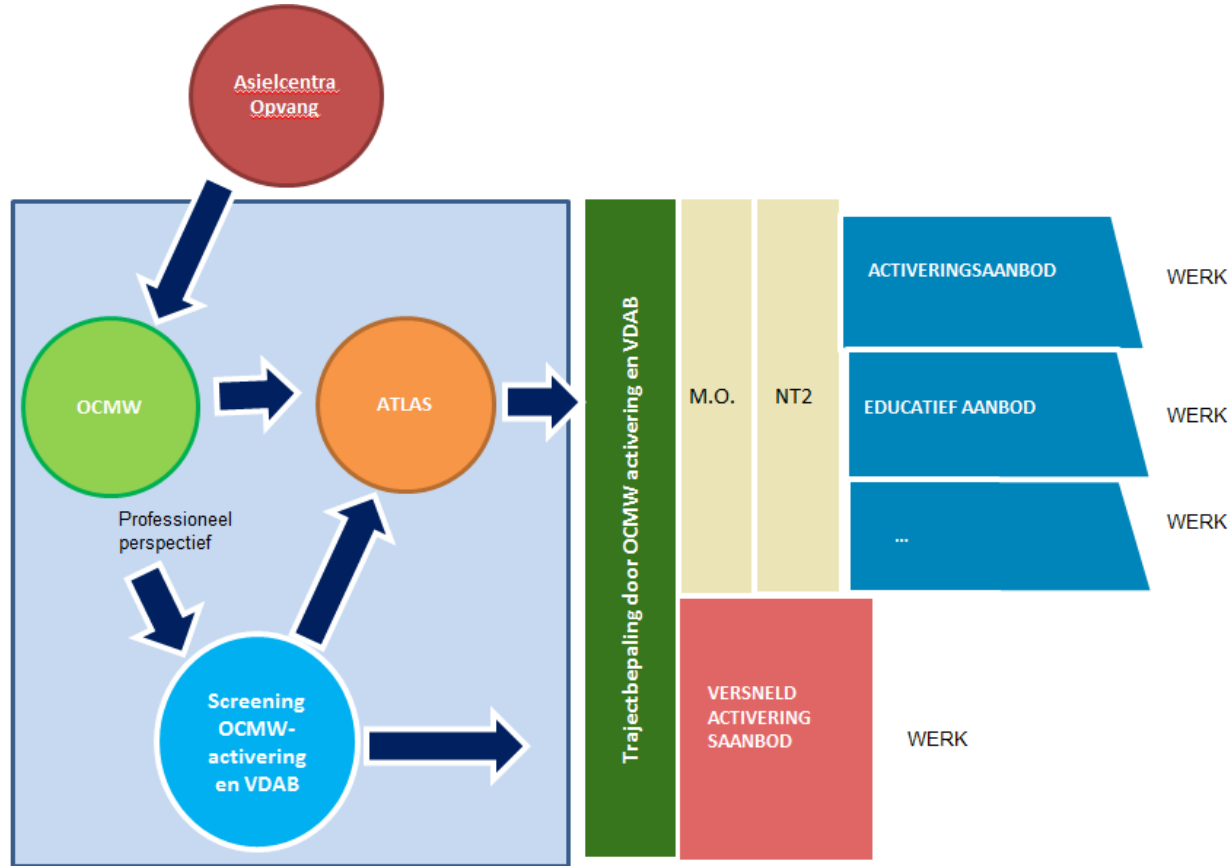 Asielcentra
Opvang
OCMW
ATLAS
Professioneel
perspectief
Screening
OCMW-
activering
en VDAB
Trajectbepaling door OCMW activering en VDAB
M.O.
NT2
ACTIVERINGSAANBOD
WERK
EDUCATIEF AANBOD
WERK
...
WERK
VERSNELD
ACTIVERING
SAANBOD
WERK